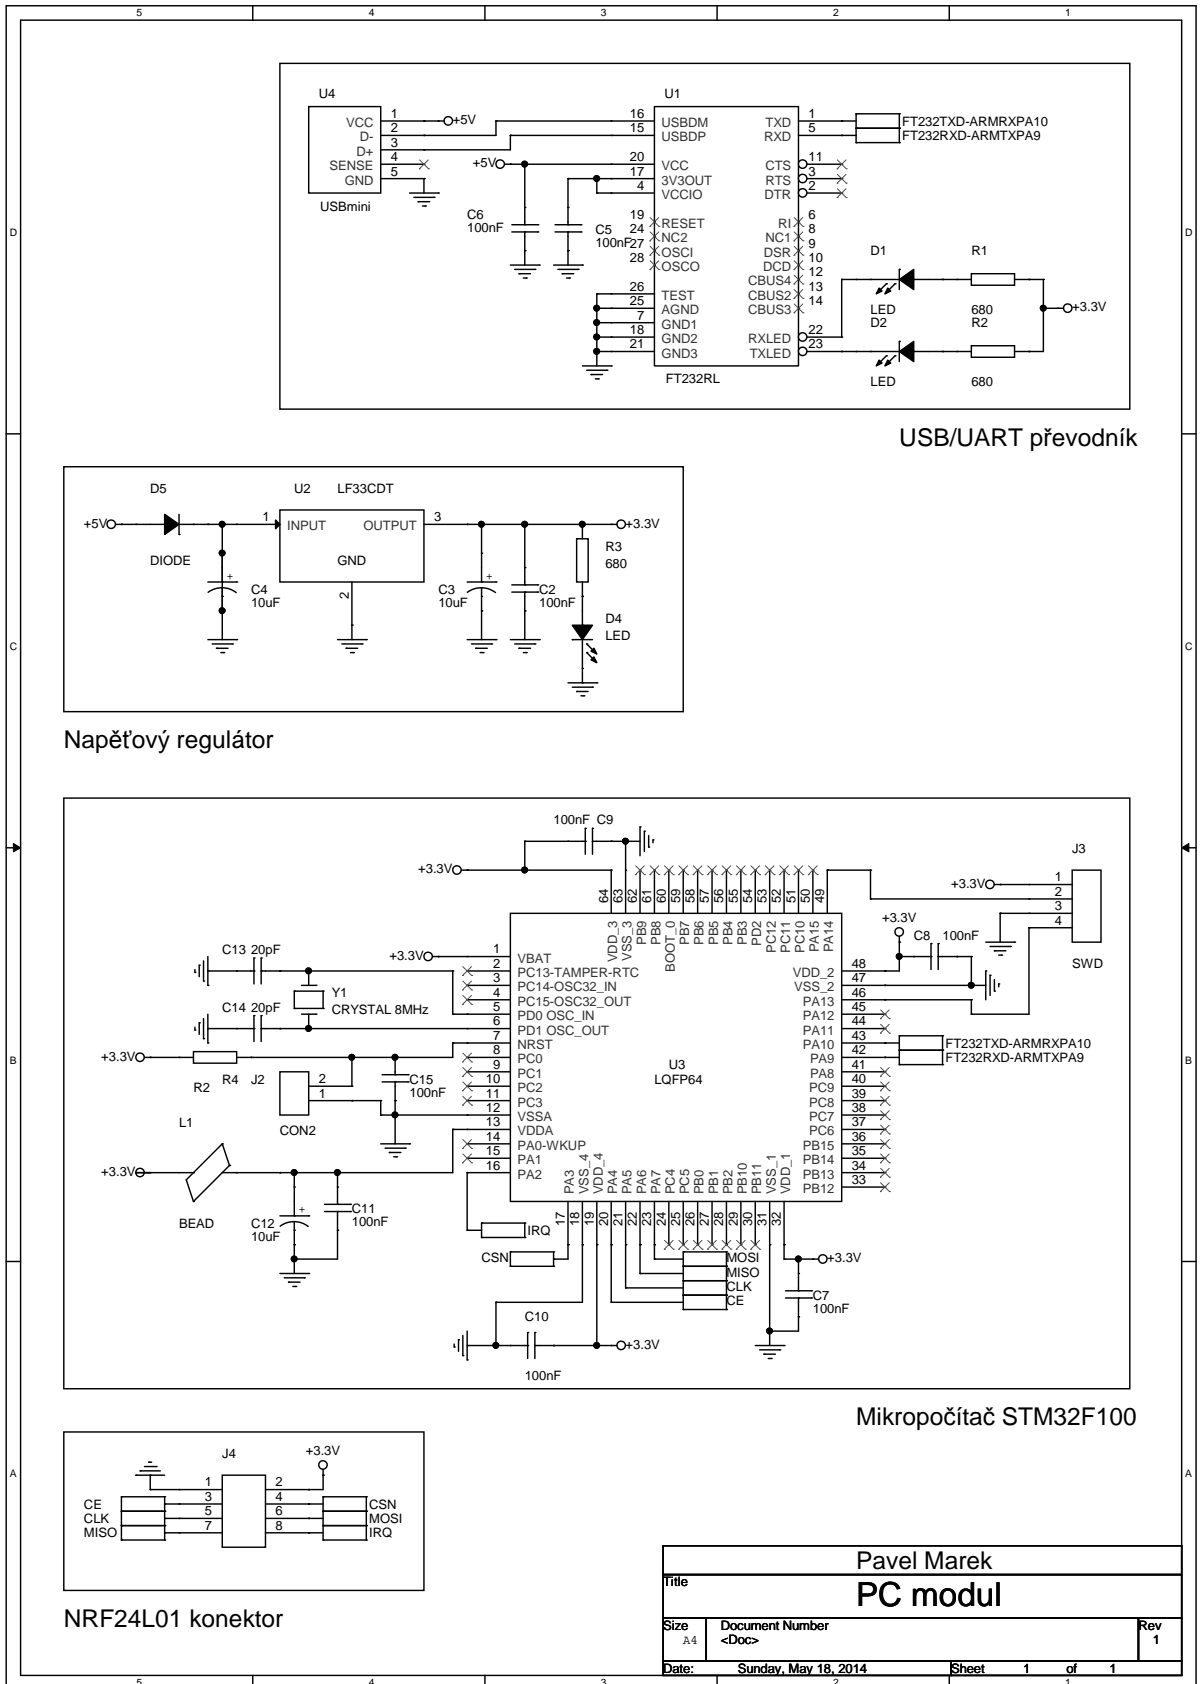 5 4 3 2 1
D
C
B
A
D
C
B
A
U4
VCC 1
D- 2
D+ 3
SENSE 4
GND 5
USBmini
+5V
+5V
C6
100nF
C5
100nF
U1
16 USBDM
15 USBDP
20 VCC
17 3V3OUT
4 VCCIO
19 RESET
24 NC2
27 OSCI
28 OSCO
26 TEST
25 AGND
7 GND1
18 GND2
21 GND3
TXD 1
RXD 5
CTS 11
RTS 3
DTR 2
RI 6
NC1 8
DSR 9
DCD 10
CBUS4 12
CBUS2 13
CBUS3 14
RXLED 22
TXLED 23
FT232RL
FT232TXD-ARMRXPA10
FT232RXD-ARMTXPA9
D1
LED
R1
680
D2
LED
R2
680
+3.3V
USB/UART převodník
D5
DIODE
+5V
U2 LF33CDT
1 INPUT
OUTPUT 3
GND
2
C4
10uF
C3
10uF
C2
100nF
R3
680
D4
LED
+3.3V
Napěťový regulátor
100nF C9
+3.3V
64 63 62 61 60 59 58 57 56 55 54 53 52 51 50 49
VDD_3
VSS_3
PB9
PB8
BOOT_0
PB7
PB6
PB5
PB4
PB3
PD2
PC12
PC11
PC10
PA15
PA14
J3
+3.3V
1
2
3
4
SWD
+3.3V
C8 100nF
C13 20pF
C14 20pF
Y1
CRYSTAL 8MHz
+3.3V
1 VBAT
2 PC13-TAMPER-RTC
3 PC14-OSC32_IN
4 PC15-OSC32_OUT
5 PD0 OSC_IN
6 PD1 OSC_OUT
7 NRST
8 PC0
9 PC1
10 PC2
11 PC3
12 VSSA
13 VDDA
14 PA0-WKUP
15 PA1
16 PA2
U3
LQFP64
VDD_2 48
VSS_2 47
PA13 46
PA12 45
PA11 44
PA10 43
PA9 42
PA8 41
PC9 40
PC8 39
PC7 38
PC6 37
PB15 36
PB14 35
PB13 34
PB12 33
FT232TXD-ARMRXPA10
FT232RXD-ARMTXPA9
+3.3V
R2 R4 J2
2
1
CON2
C15
100nF
L1
+3.3V
BEAD
C12
10uF
C11
100nF
PA3
VSS_4
VDD_4
PA4
PA5
PA6
PA7
PC4
PC5
PB0
PB1
PB2
PB10
PB11
VSS_1
VDD_1
17 18 19 20 21 22 23 24 25 26 27 28 29 30 31 32
IRQ
CSN
MOSI
MISO
CLK
CE
C10
100nF
+3.3V
+3.3V
C7
100nF
Mikropočítač STM32F100
J4
+3.3V
1 2
CE 3 4 CSN
CLK 5 6 MOSI
MISO 7 8 IRQ
NRF24L01 konektor
Pavel Marek
Title
PC modul
Size
A4
Document Number
<Doc>
Rev
1
Date: Sunday, May 18, 2014 Sheet 1 of 1
5 4 3 2 1